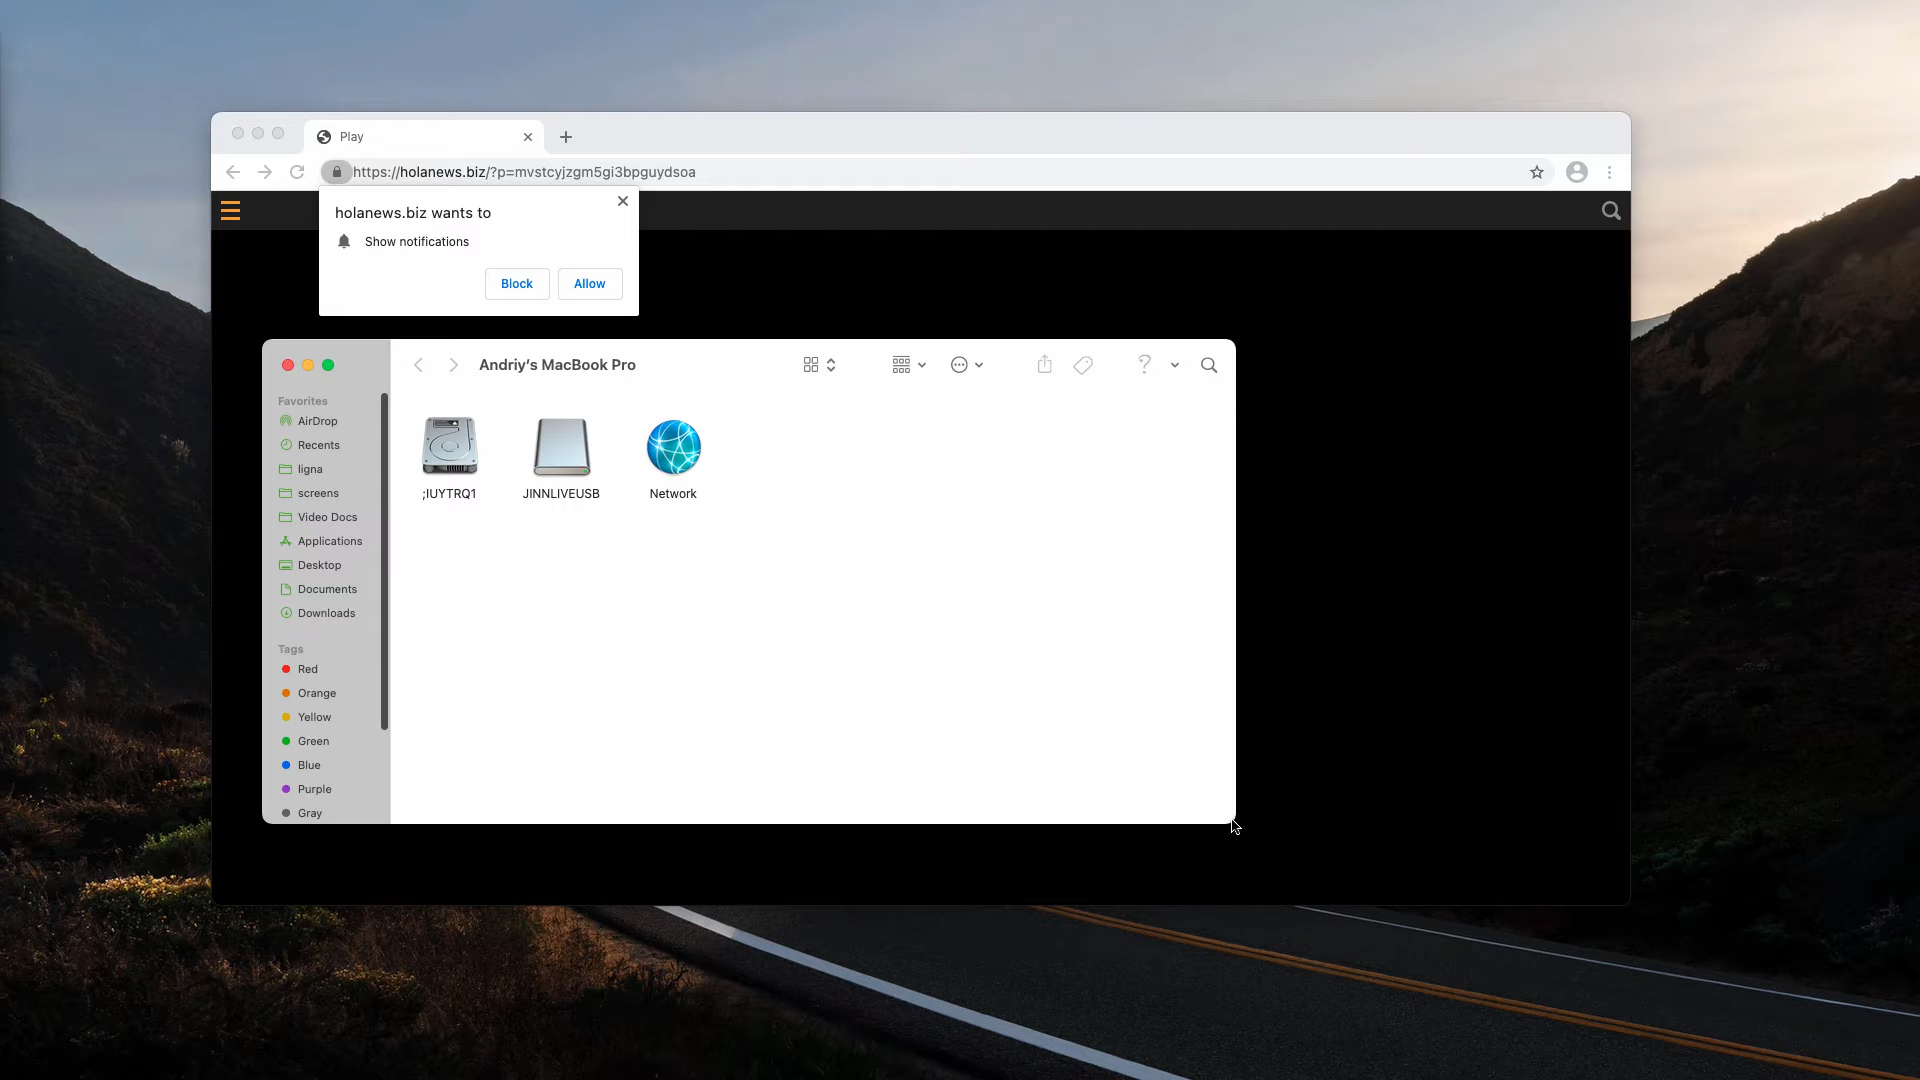 Play
https://holanews.biz/?p=mvstcyjzgm5gi3bpguydsoa
holanews.biz wants to
Show notifications
Block
Allow
Andriy's MacBook Pro
Favorites
AirDrop
Recents
ligna
screens
Video Docs
Applications
Desktop
Documents
Downloads
Tags
Red
Orange
Yellow
Green
Blue
Purple
Gray
;IUYTRQ1
JINNLIVEUSB
Network